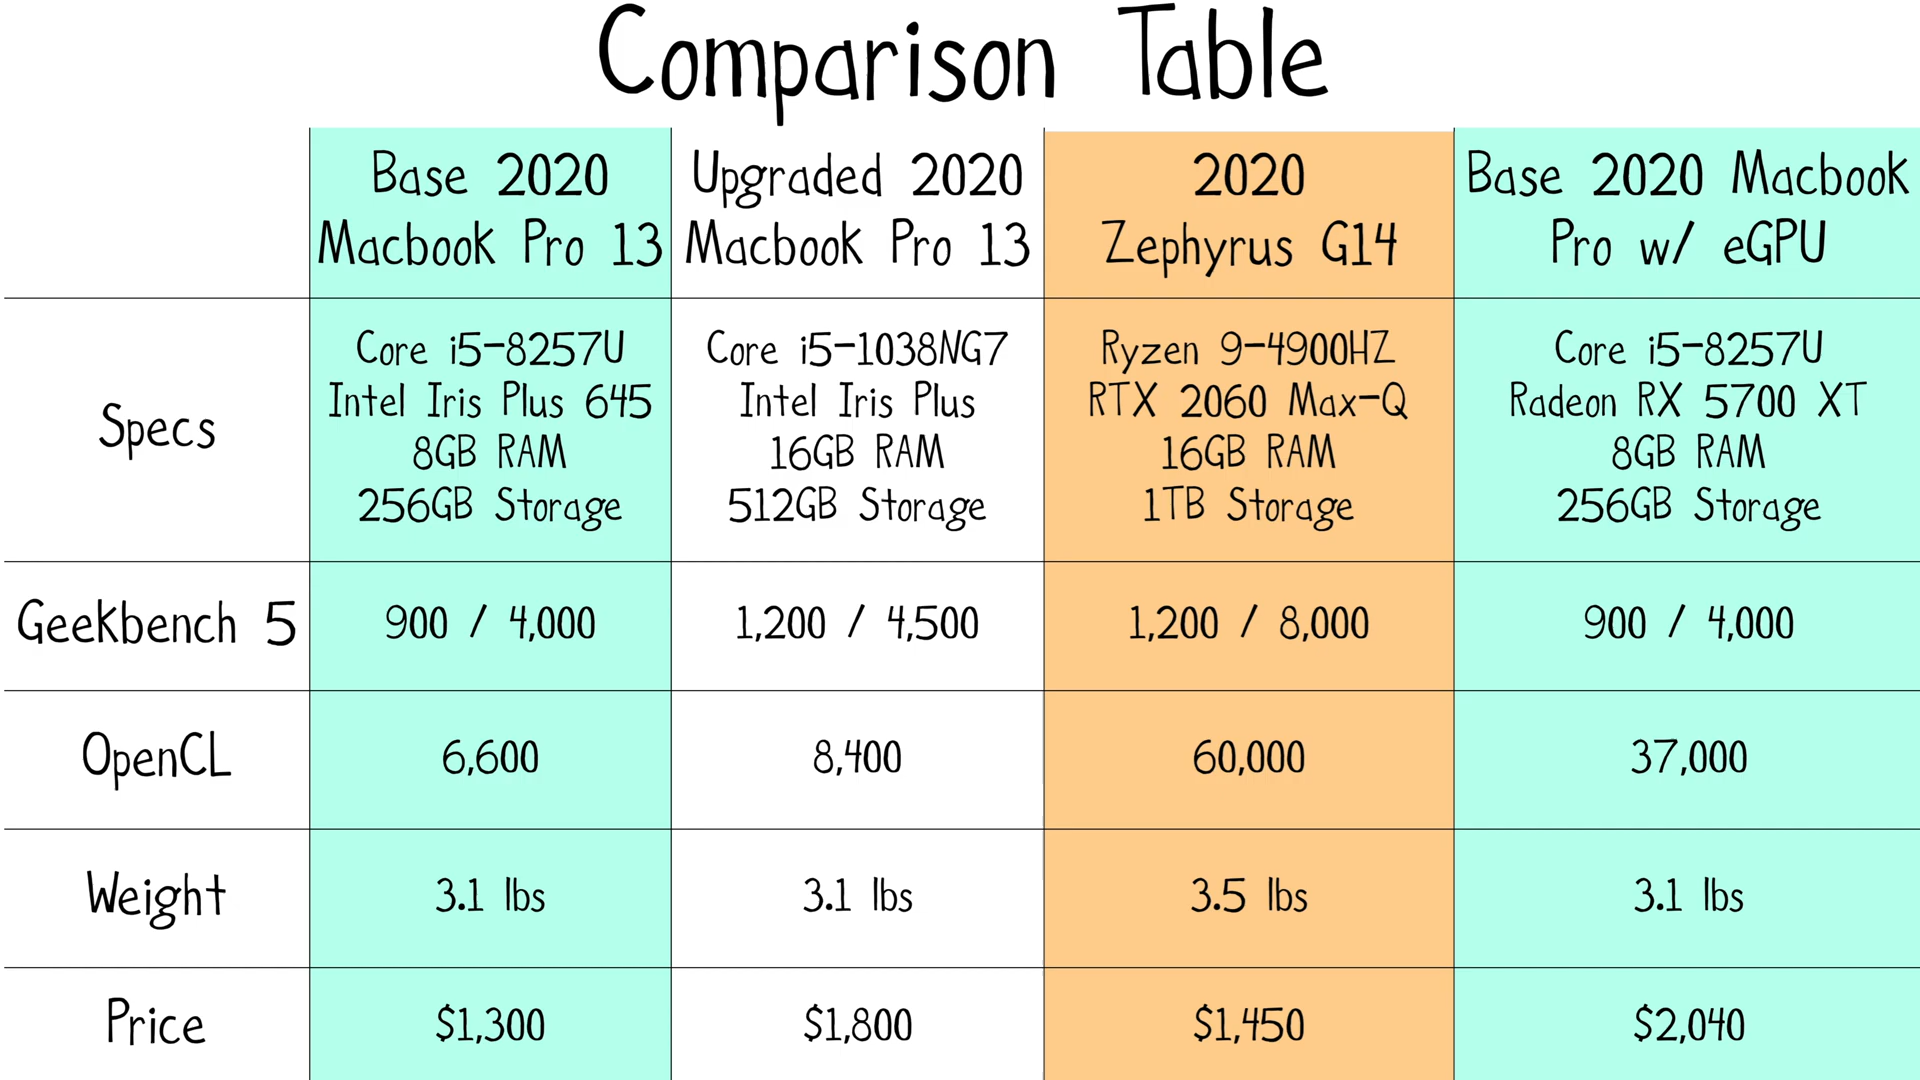 Comparison Table
Base 2020 Macbook Pro 13
Upgraded 2020 Macbook Pro 13
2020 Zephyrus G14
Base 2020 Macbook Pro w/ eGPU
Specs
Core i5-8257U
Intel Iris Plus 645
8GB RAM
256GB Storage
Core i5-1038NG7
Intel Iris Plus
16GB RAM
512GB Storage
Ryzen 9-4900HZ
RTX 2060 Max-Q
16GB RAM
1TB Storage
Core i5-8257U
Radeon RX 5700 XT
8GB RAM
256GB Storage
Geekbench 5
900 / 4,000
1,200 / 4,500
1,200 / 8,000
900 / 4,000
OpenCL
6,600
8,400
60,000
37,000
Weight
3.1 lbs
3.1 lbs
3.5 lbs
3.1 lbs
Price
$1,300
$1,800
$1,450
$2,040